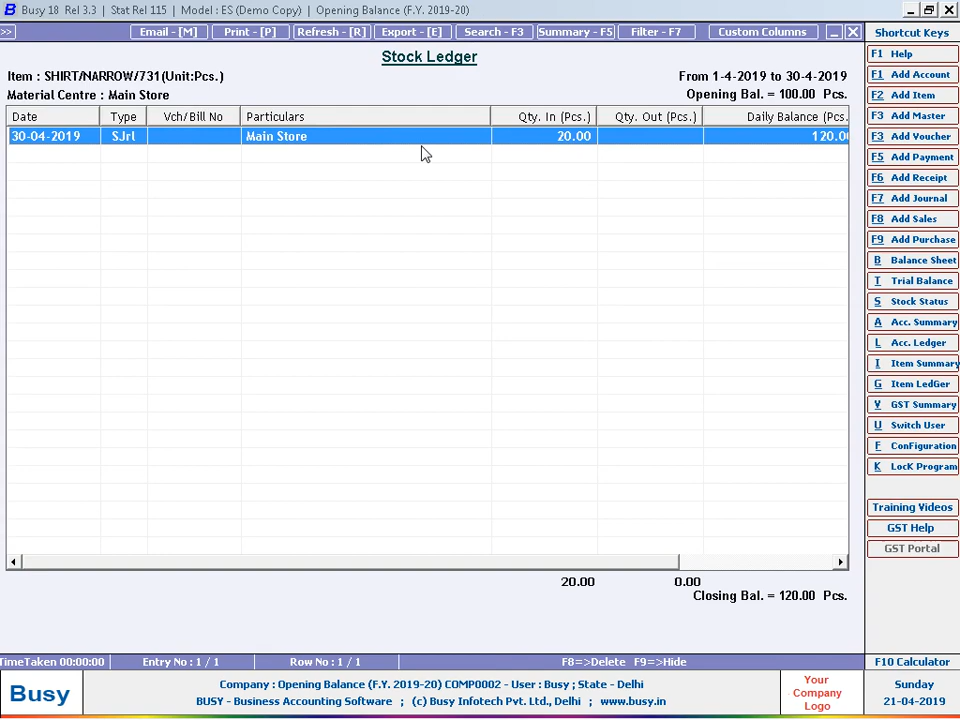 Busy 18 Rel 3.3 | Stat Rel 115 | Model : ES (Demo Copy) | Opening Balance (F.Y. 2019-20)
>> Email - [M] Print - [P] Refresh - [R] Export - [E] Search - F3 Summary - F5 Filter - F7 Custom Columns
Shortcut Keys
Stock Ledger
Item : SHIRT/NARROW/731(Unit:Pcs.) From 1-4-2019 to 30-4-2019
Material Centre : Main Store Opening Bal. = 100.00 Pcs.
Date Type Vch/Bill No Particulars Qty. In (Pcs.) Qty. Out (Pcs.) Daily Balance (Pcs.
30-04-2019 SJrl Main Store 20.00 120.00
20.00 0.00
Closing Bal. = 120.00 Pcs.
F1 Help
F1 Add Account
F2 Add Item
F3 Add Master
F3 Add Voucher
F5 Add Payment
F6 Add Receipt
F7 Add Journal
F8 Add Sales
F9 Add Purchase
B Balance Sheet
T Trial Balance
S Stock Status
A Acc. Summary
L Acc. Ledger
I Item Summary
G Item LedGer
V GST Summary
U Switch User
F ConFiguration
K LocK Program
Training Videos
GST Help
GST Portal
TimeTaken 00:00:00 Entry No : 1 / 1 Row No : 1 / 1 F8=>Delete F9=>Hide F10 Calculator
Busy
Company : Opening Balance (F.Y. 2019-20) COMP0002 - User : Busy ; State - Delhi
BUSY - Business Accounting Software ; (c) Busy Infotech Pvt. Ltd., Delhi ; www.busy.in
Your
Company
Logo
Sunday
21-04-2019